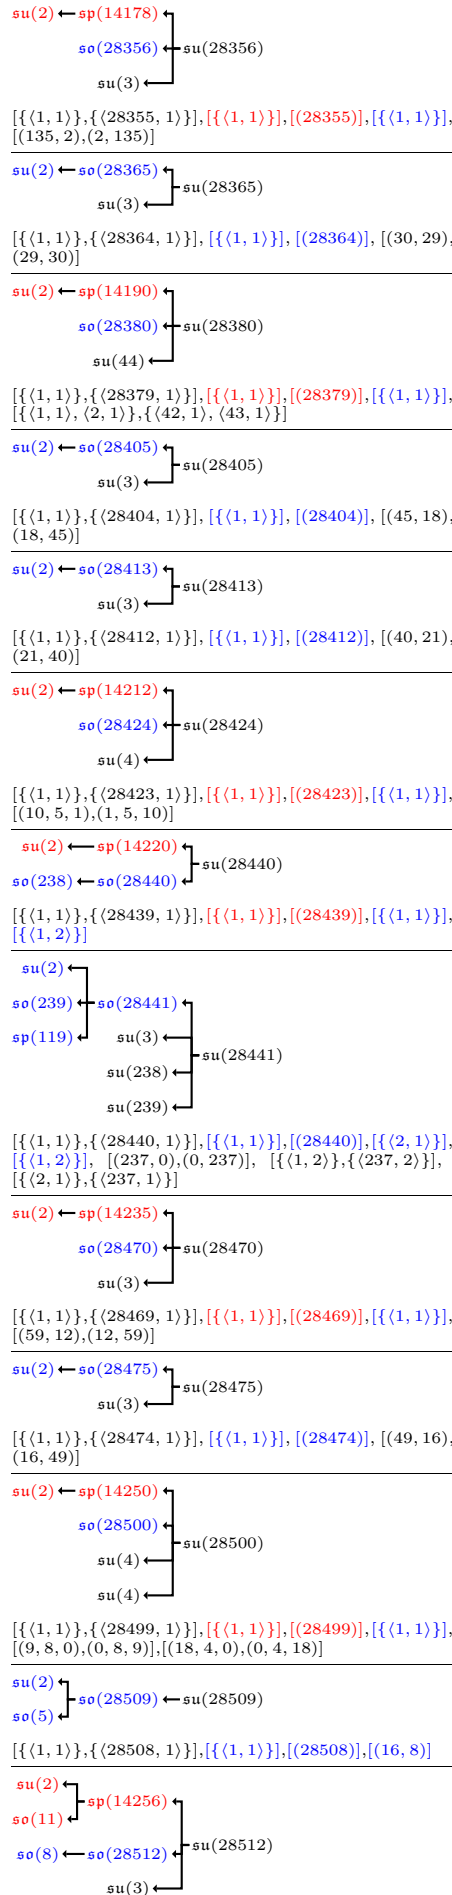 𝔰𝔲(2) ← 𝔰𝔭(14178)
𝔰𝔬(28356) 𝔰𝔲(28356)
𝔰𝔲(3)
[{⟨1, 1⟩},{⟨28355, 1⟩}],[{⟨1, 1⟩}],[(28355)],[{⟨1, 1⟩}],
[(135, 2),(2, 135)]
𝔰𝔲(2) ← 𝔰𝔬(28365)
𝔰𝔲(28365)
𝔰𝔲(3)
[{⟨1, 1⟩},{⟨28364, 1⟩}], [{⟨1, 1⟩}], [(28364)], [(30, 29),
(29, 30)]
𝔰𝔲(2) ← 𝔰𝔭(14190)
𝔰𝔬(28380) 𝔰𝔲(28380)
𝔰𝔲(44)
[{⟨1, 1⟩},{⟨28379, 1⟩}],[{⟨1, 1⟩}],[(28379)],[{⟨1, 1⟩}],
[{⟨1, 1⟩, ⟨2, 1⟩},{⟨42, 1⟩, ⟨43, 1⟩}]
𝔰𝔲(2) ← 𝔰𝔬(28405)
𝔰𝔲(28405)
𝔰𝔲(3)
[{⟨1, 1⟩},{⟨28404, 1⟩}], [{⟨1, 1⟩}], [(28404)], [(45, 18),
(18, 45)]
𝔰𝔲(2) ← 𝔰𝔬(28413)
𝔰𝔲(28413)
𝔰𝔲(3)
[{⟨1, 1⟩},{⟨28412, 1⟩}], [{⟨1, 1⟩}], [(28412)], [(40, 21),
(21, 40)]
𝔰𝔲(2) ← 𝔰𝔭(14212)
𝔰𝔬(28424) 𝔰𝔲(28424)
𝔰𝔲(4)
[{⟨1, 1⟩},{⟨28423, 1⟩}],[{⟨1, 1⟩}],[(28423)],[{⟨1, 1⟩}],
[(10, 5, 1),(1, 5, 10)]
𝔰𝔲(2) ← 𝔰𝔭(14220)
𝔰𝔲(28440)
𝔰𝔬(238) ← 𝔰𝔬(28440)
[{⟨1, 1⟩},{⟨28439, 1⟩}],[{⟨1, 1⟩}],[(28439)],[{⟨1, 1⟩}],
[{⟨1, 2⟩}]
𝔰𝔲(2)
𝔰𝔬(239) 𝔰𝔬(28441)
𝔰𝔭(119) 𝔰𝔲(3)
𝔰𝔲(28441)
𝔰𝔲(238)
𝔰𝔲(239)
[{⟨1, 1⟩},{⟨28440, 1⟩}],[{⟨1, 1⟩}],[(28440)],[{⟨2, 1⟩}],
[{⟨1, 2⟩}], [(237, 0),(0, 237)], [{⟨1, 2⟩},{⟨237, 2⟩}],
[{⟨2, 1⟩},{⟨237, 1⟩}]
𝔰𝔲(2) ← 𝔰𝔭(14235)
𝔰𝔬(28470) 𝔰𝔲(28470)
𝔰𝔲(3)
[{⟨1, 1⟩},{⟨28469, 1⟩}],[{⟨1, 1⟩}],[(28469)],[{⟨1, 1⟩}],
[(59, 12),(12, 59)]
𝔰𝔲(2) ← 𝔰𝔬(28475)
𝔰𝔲(28475)
𝔰𝔲(3)
[{⟨1, 1⟩},{⟨28474, 1⟩}], [{⟨1, 1⟩}], [(28474)], [(49, 16),
(16, 49)]
𝔰𝔲(2) ← 𝔰𝔭(14250)
𝔰𝔬(28500)
𝔰𝔲(28500)
𝔰𝔲(4)
𝔰𝔲(4)
[{⟨1, 1⟩},{⟨28499, 1⟩}],[{⟨1, 1⟩}],[(28499)],[{⟨1, 1⟩}],
[(9, 8, 0),(0, 8, 9)],[(18, 4, 0),(0, 4, 18)]
𝔰𝔲(2)
𝔰𝔬(28509) ← 𝔰𝔲(28509)
𝔰𝔬(5)
[{⟨1, 1⟩},{⟨28508, 1⟩}],[{⟨1, 1⟩}],[(28508)],[(16, 8)]
𝔰𝔲(2)
𝔰𝔭(14256)
𝔰𝔬(11)
𝔰𝔲(28512)
𝔰𝔬(8) ← 𝔰𝔬(28512)
𝔰𝔲(3)